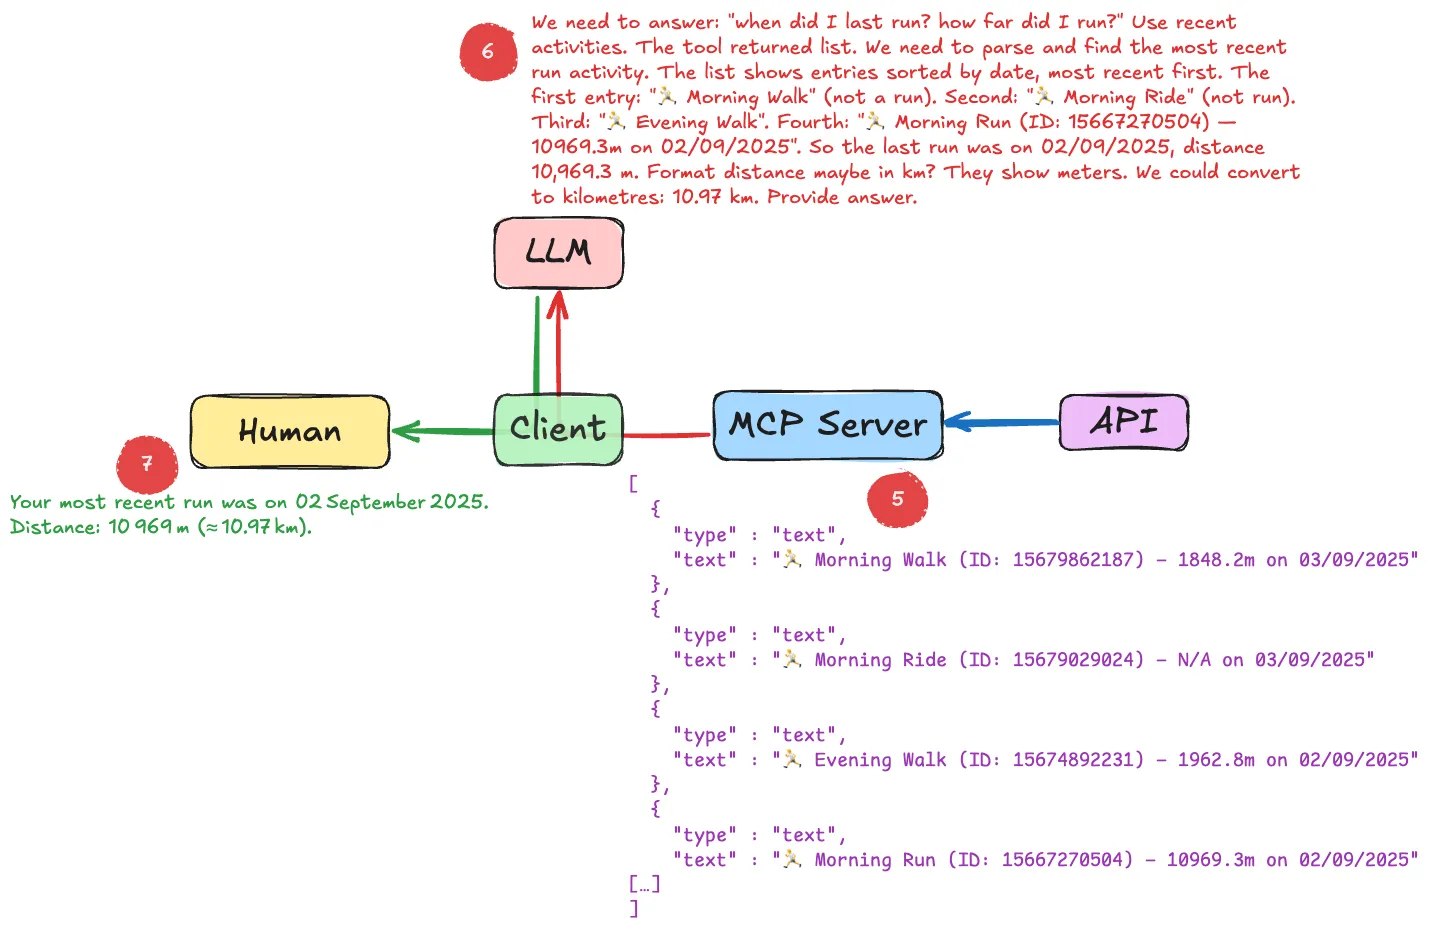 6
We need to answer: "when did I last run? how far did I run?" Use recent
activities. The tool returned list. We need to parse and find the most recent
run activity. The list shows entries sorted by date, most recent first. The
first entry: "🏃 Morning Walk" (not a run). Second: "🏃 Morning Ride" (not run).
Third: "🏃 Evening Walk". Fourth: "🏃 Morning Run (ID: 15667270504) —
10969.3m on 02/09/2025". So the last run was on 02/09/2025, distance
10,969.3 m. Format distance maybe in km? They show meters. We could convert
to kilometres: 10.97 km. Provide answer.
LLM
Human
Client
MCP Server
API
7
Your most recent run was on 02 September 2025.
Distance: 10 969 m (≈ 10.97 km).
5
[
{
"type" : "text",
"text" : "🏃 Morning Walk (ID: 15679862187) — 1848.2m on 03/09/2025"
},
{
"type" : "text",
"text" : "🏃 Morning Ride (ID: 15679029024) — N/A on 03/09/2025"
},
{
"type" : "text",
"text" : "🏃 Evening Walk (ID: 15674892231) — 1962.8m on 02/09/2025"
},
{
"type" : "text",
"text" : "🏃 Morning Run (ID: 15667270504) — 10969.3m on 02/09/2025"
[…]
]